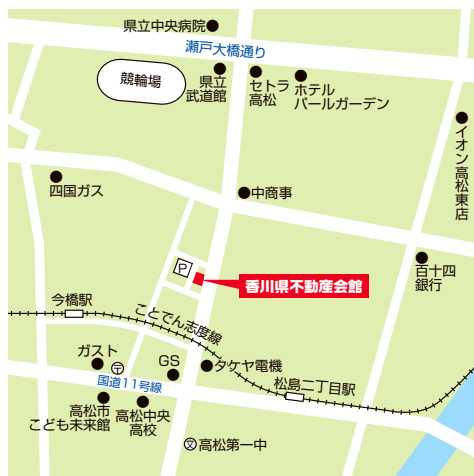 県立中央病院
瀬戸大橋通り
競輪場
県立
武道館
セトラ
高松
ホテル
パールガーデン
イオン高松東店
四国ガス
中商事
百十四
銀行
P
香川県不動産会館
今橋駅
ことでん志度線
ガスト
〒
GS
タケヤ電機
国道11号線
松島二丁目駅
高松市
こども未来館
高松中央
高校
文
高松第一中